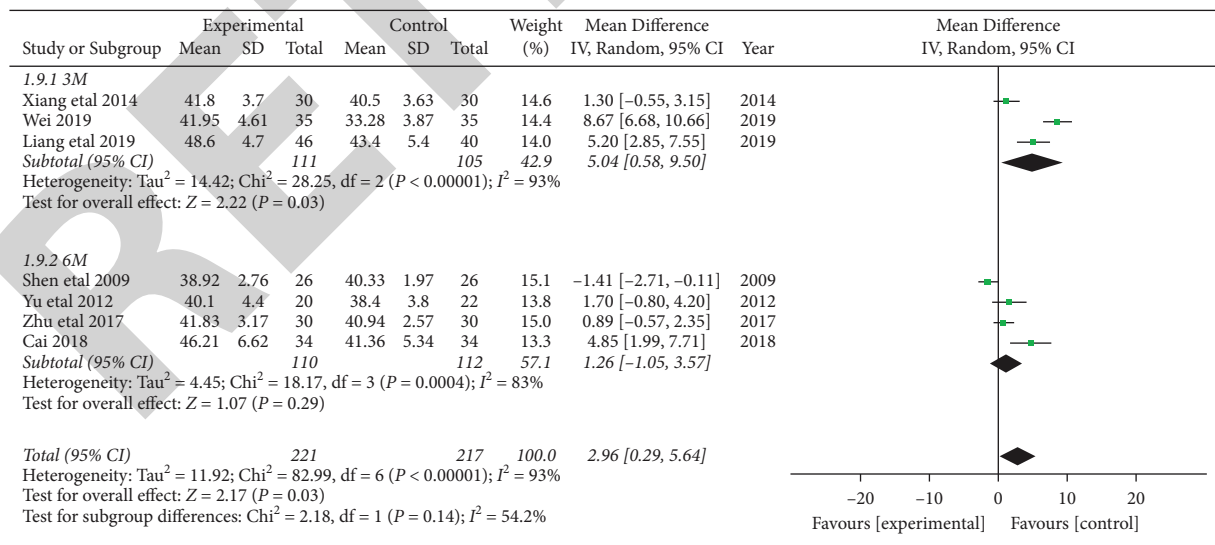 Experimental Control Weight Mean Difference Mean Difference
Study or Subgroup Mean SD Total Mean SD Total (%) IV, Random, 95% CI Year IV, Random, 95% CI
1.9.1 3M
Xiang etal 2014 41.8 3.7 30 40.5 3.63 30 14.6 1.30 [–0.55, 3.15] 2014
Wei 2019 41.95 4.61 35 33.28 3.87 35 14.4 8.67 [6.68, 10.66] 2019
Liang etal 2019 48.6 4.7 46 43.4 5.4 40 14.0 5.20 [2.85, 7.55] 2019
Subtotal (95% CI) 111 105 42.9 5.04 [0.58, 9.50]
Heterogeneity: Tau² = 14.42; Chi² = 28.25, df = 2 (P < 0.00001); I² = 93%
Test for overall effect: Z = 2.22 (P = 0.03)
1.9.2 6M
Shen etal 2009 38.92 2.76 26 40.33 1.97 26 15.1 –1.41 [–2.71, –0.11] 2009
Yu etal 2012 40.1 4.4 20 38.4 3.8 22 13.8 1.70 [–0.80, 4.20] 2012
Zhu etal 2017 41.83 3.17 30 40.94 2.57 30 15.0 0.89 [–0.57, 2.35] 2017
Cai 2018 46.21 6.62 34 41.36 5.34 34 13.3 4.85 [1.99, 7.71] 2018
Subtotal (95% CI) 110 112 57.1 1.26 [–1.05, 3.57]
Heterogeneity: Tau² = 4.45; Chi² = 18.17, df = 3 (P = 0.0004); I² = 83%
Test for overall effect: Z = 1.07 (P = 0.29)
Total (95% CI) 221 217 100.0 2.96 [0.29, 5.64]
Heterogeneity: Tau² = 11.92; Chi² = 82.99, df = 6 (P < 0.00001); I² = 93%
Test for overall effect: Z = 2.17 (P = 0.03)
Test for subgroup differences: Chi² = 2.18, df = 1 (P = 0.14); I² = 54.2%
–20 –10 0 10 20
Favours [experimental] Favours [control]